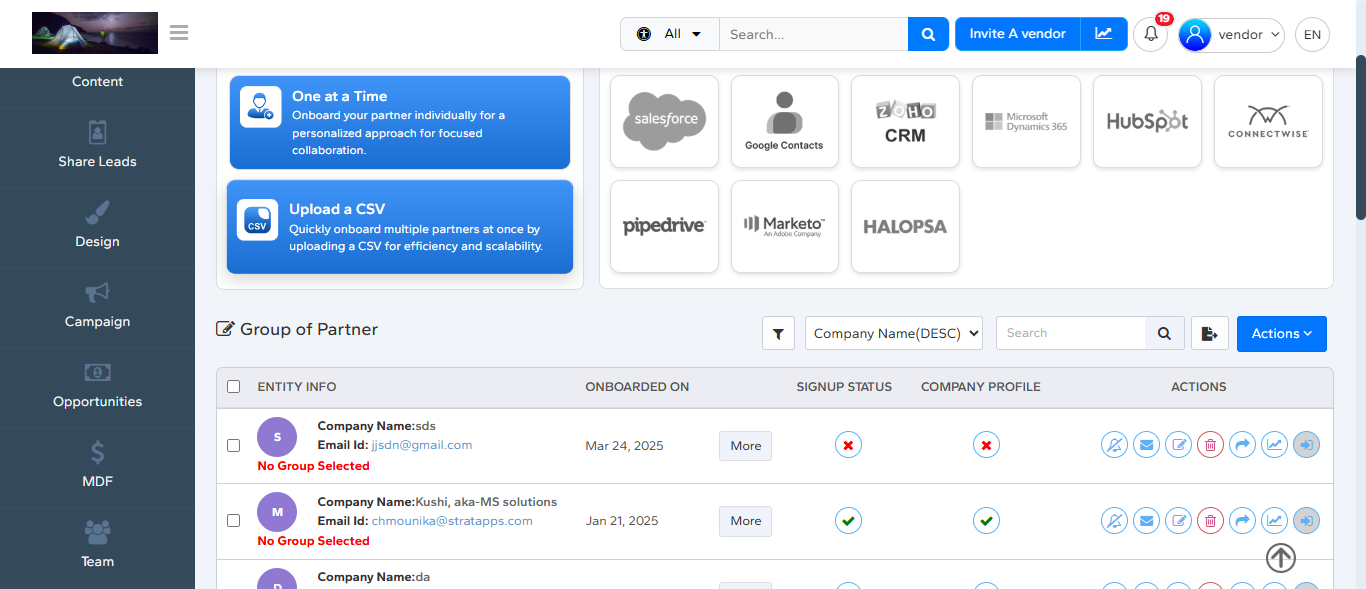 All
Search...
Invite A vendor
19
vendor
EN
Content
Share Leads
Design
Campaign
Opportunities
MDF
Team
One at a Time
Onboard your partner individually for a
personalized approach for focused
collaboration.
CSV
Upload a CSV
Quickly onboard multiple partners at once by
uploading a CSV for efficiency and scalability.
salesforce
Google Contacts
ZOHO
CRM
Microsoft
Dynamics 365
HubSpot
CONNECTWISE
pipedrive
Marketo™
An Adobe Company
HALOPSA
Group of Partner
Company Name(DESC)
Search
Actions
ENTITY INFO ONBOARDED ON SIGNUP STATUS COMPANY PROFILE ACTIONS
S
Company Name:sds
Email Id: jjsdn@gmail.com
No Group Selected
Mar 24, 2025
More
M
Company Name:Kushi, aka-MS solutions
Email Id: chmounika@stratapps.com
No Group Selected
Jan 21, 2025
More
D
Company Name:da